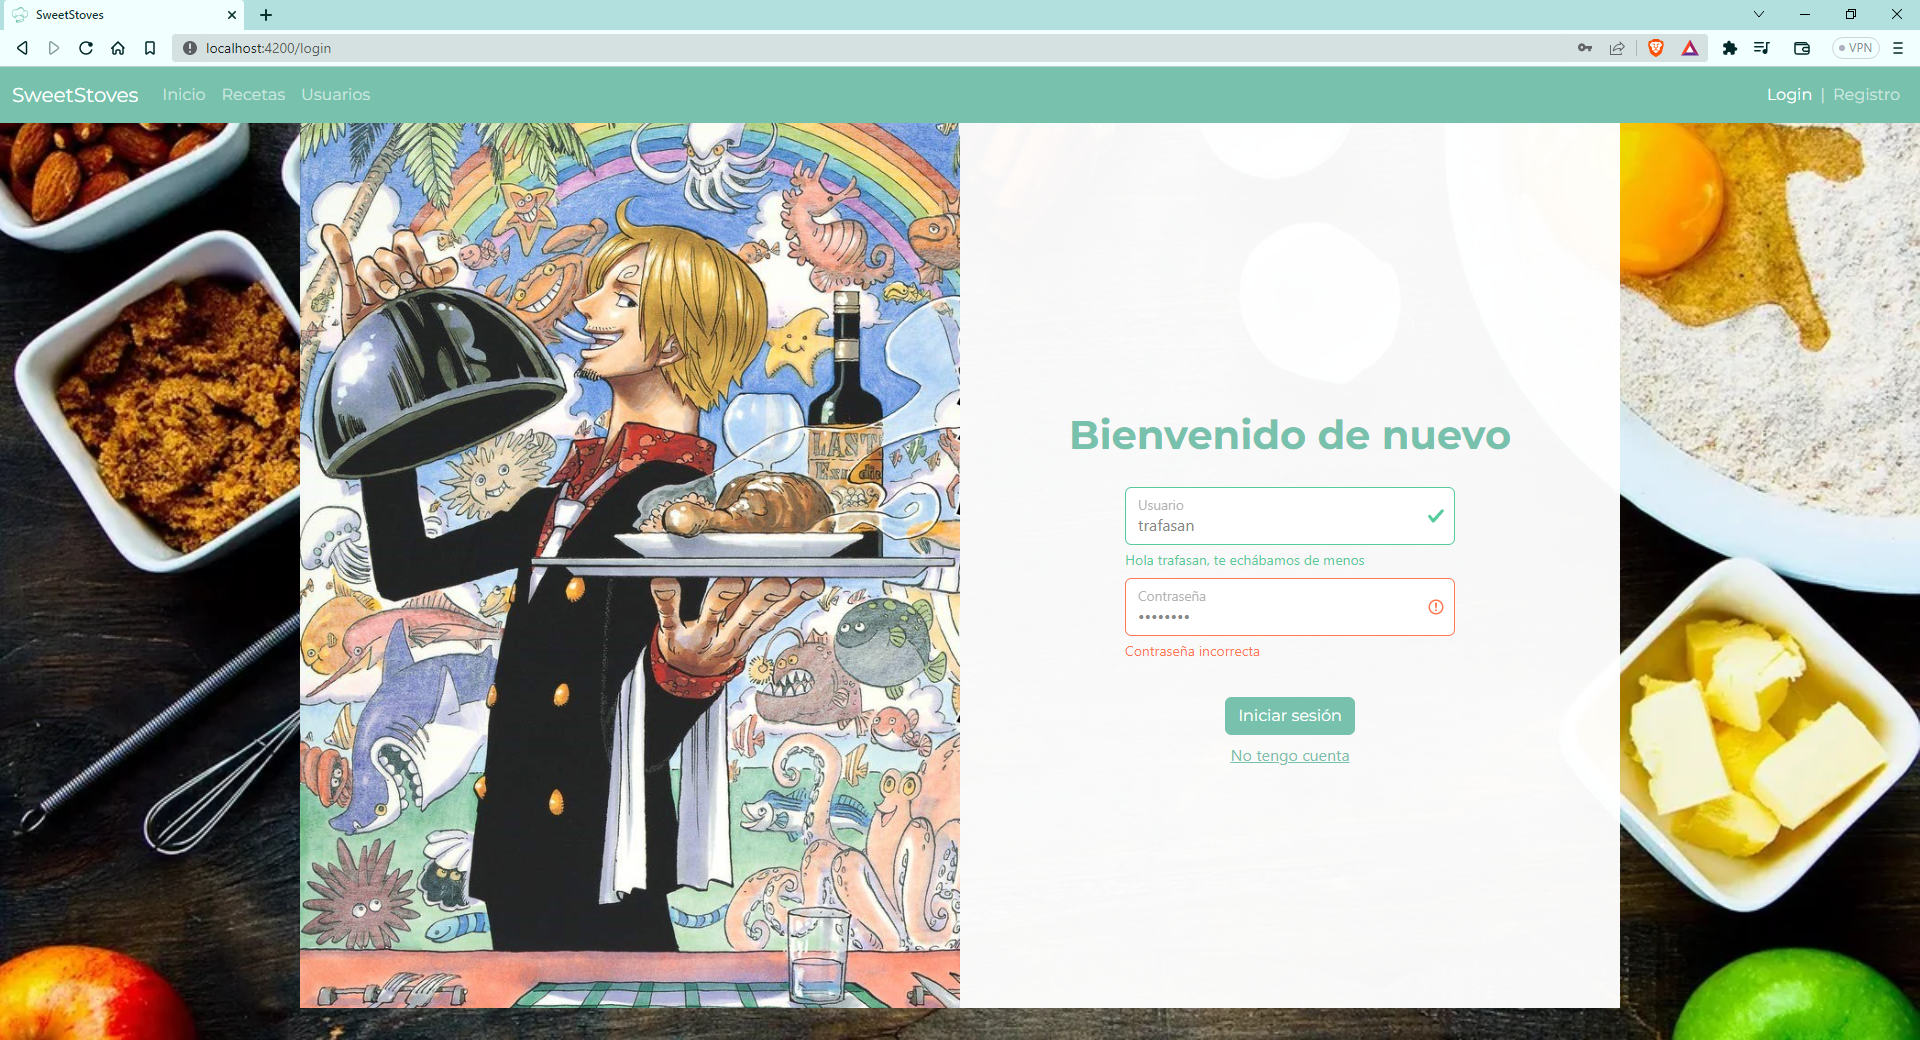 SweetStoves
localhost:4200/login
VPN
SweetStoves Inicio Recetas Usuarios Login | Registro
Bienvenido de nuevo
Usuario
trafasan
Hola trafasan, te echábamos de menos
Contraseña
••••••••
Contraseña incorrecta
Iniciar sesión
No tengo cuenta